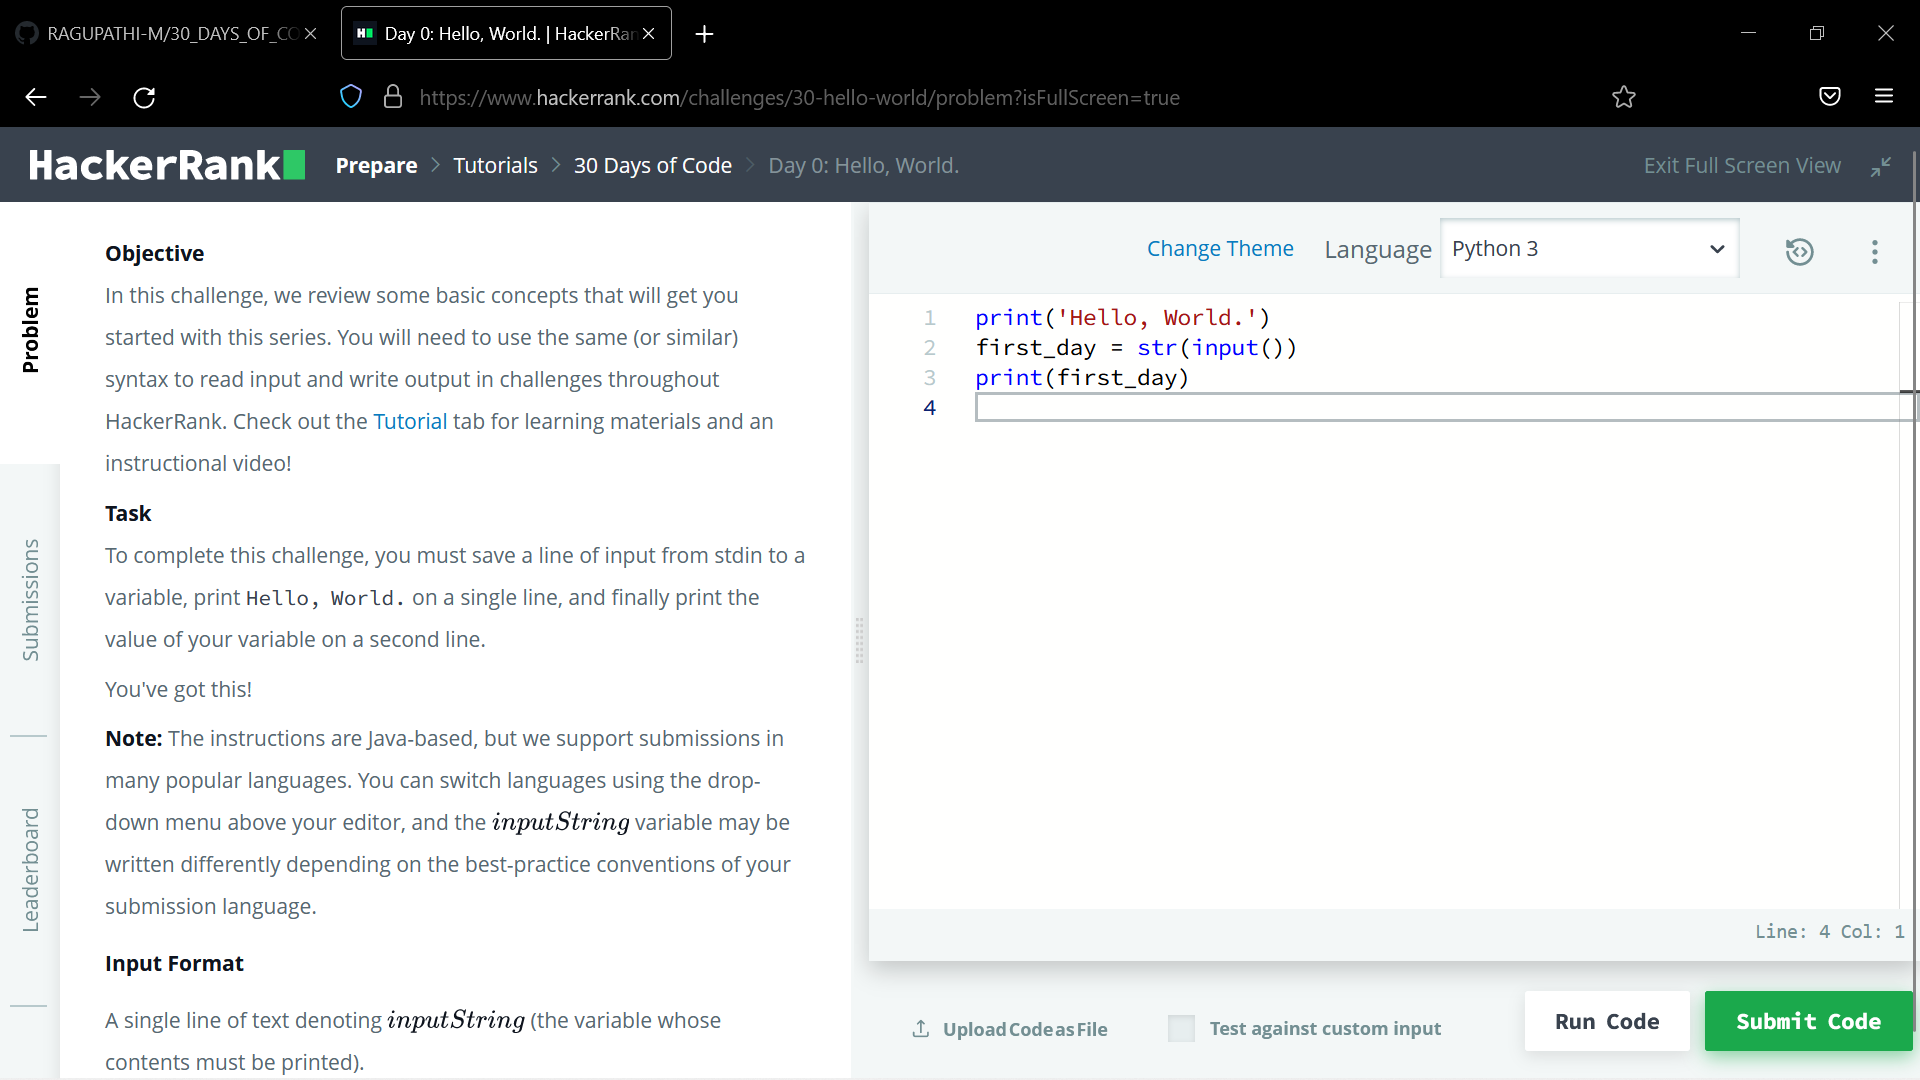 RAGUPATHI-M/30_DAYS_OF_CO
Day 0: Hello, World. | HackerRan
https://www.hackerrank.com/challenges/30-hello-world/problem?isFullScreen=true
HackerRank
Prepare > Tutorials > 30 Days of Code > Day 0: Hello, World.
Exit Full Screen View
Problem
Submissions
Leaderboard
Objective
In this challenge, we review some basic concepts that will get you
started with this series. You will need to use the same (or similar)
syntax to read input and write output in challenges throughout
HackerRank. Check out the Tutorial tab for learning materials and an
instructional video!
Task
To complete this challenge, you must save a line of input from stdin to a
variable, print Hello, World. on a single line, and finally print the
value of your variable on a second line.
You've got this!
Note: The instructions are Java-based, but we support submissions in
many popular languages. You can switch languages using the drop-
down menu above your editor, and the inputString variable may be
written differently depending on the best-practice conventions of your
submission language.
Input Format
A single line of text denoting inputString (the variable whose
contents must be printed).
Change Theme
Language
Python 3
1 print('Hello, World.')
2 first_day = str(input())
3 print(first_day)
4
Line: 4 Col: 1
Upload Code as File
Test against custom input
Run Code
Submit Code